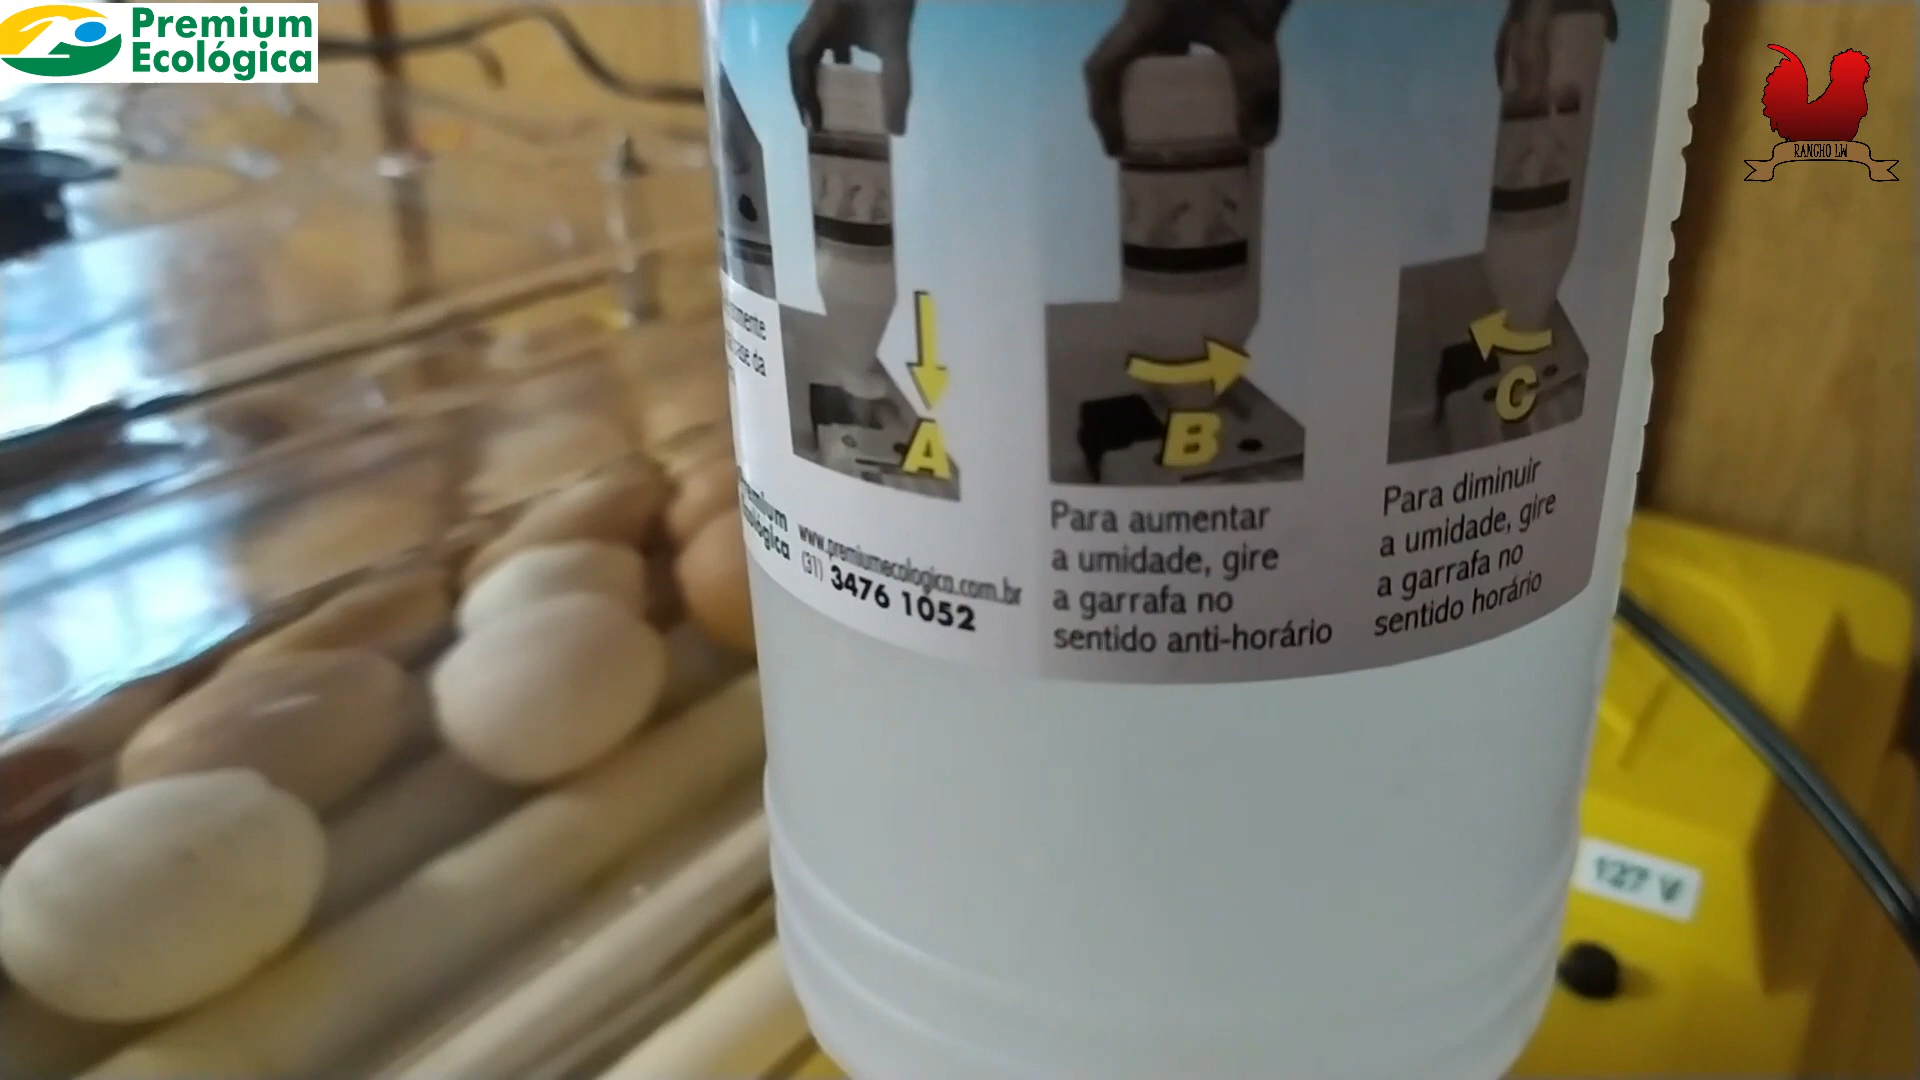 Premium
Ecológica
RANCHO LW
A
B
C
Para aumentar
a umidade, gire
a garrafa no
sentido anti-horário
Para diminuir
a umidade, gire
a garrafa no
sentido horário
www.premiumecologica.com.br
(31) 3476 1052
127 V